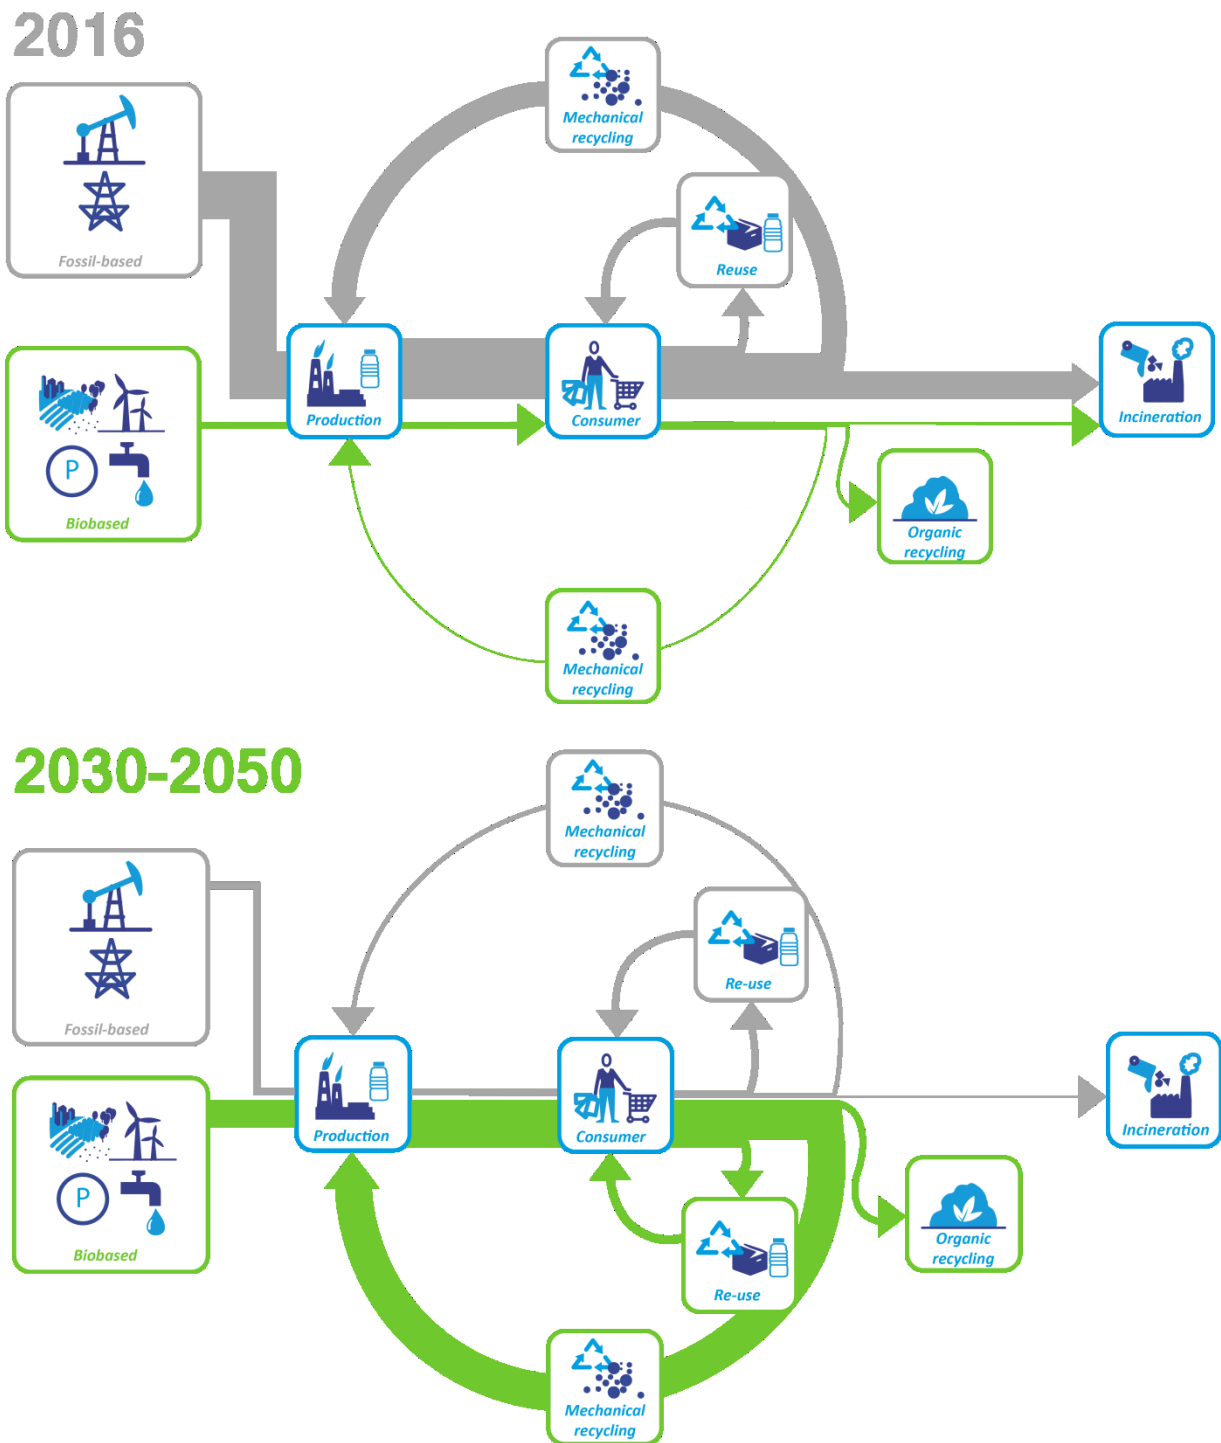 2016
Mechanical
recycling
Fossil-based
Reuse
Production
Consumer
Incineration
P
Biobased
Organic
recycling
Mechanical
recycling
2030-2050
Mechanical
recycling
Fossil-based
Re-use
Production
Consumer
Incineration
P
Biobased
Organic
recycling
Re-use
Mechanical
recycling